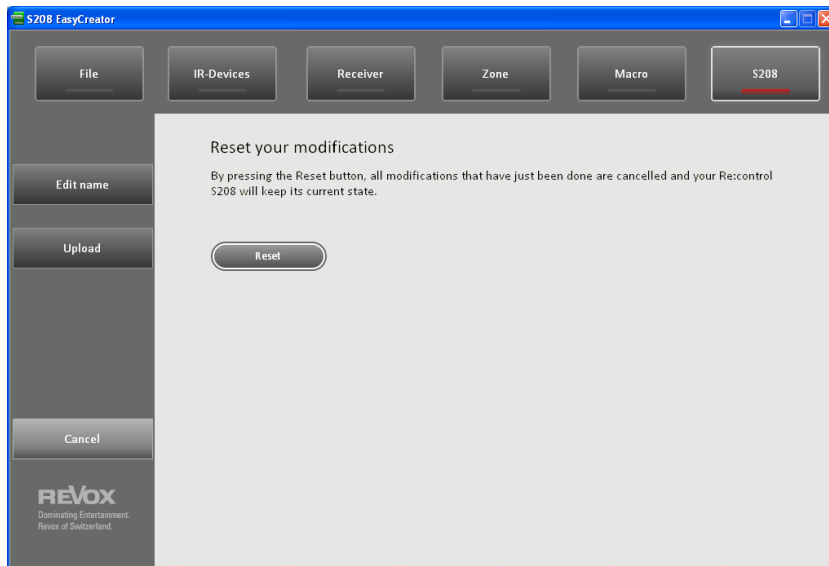 S208 EasyCreator
File
IR-Devices
Receiver
Zone
Macro
S208
Edit name
Upload
Cancel
Reset your modifications
By pressing the Reset button, all modifications that have just been done are cancelled and your Re:control
S208 will keep its current state.
Reset
REVOX
Dominating Entertainment.
Revox of Switzerland.